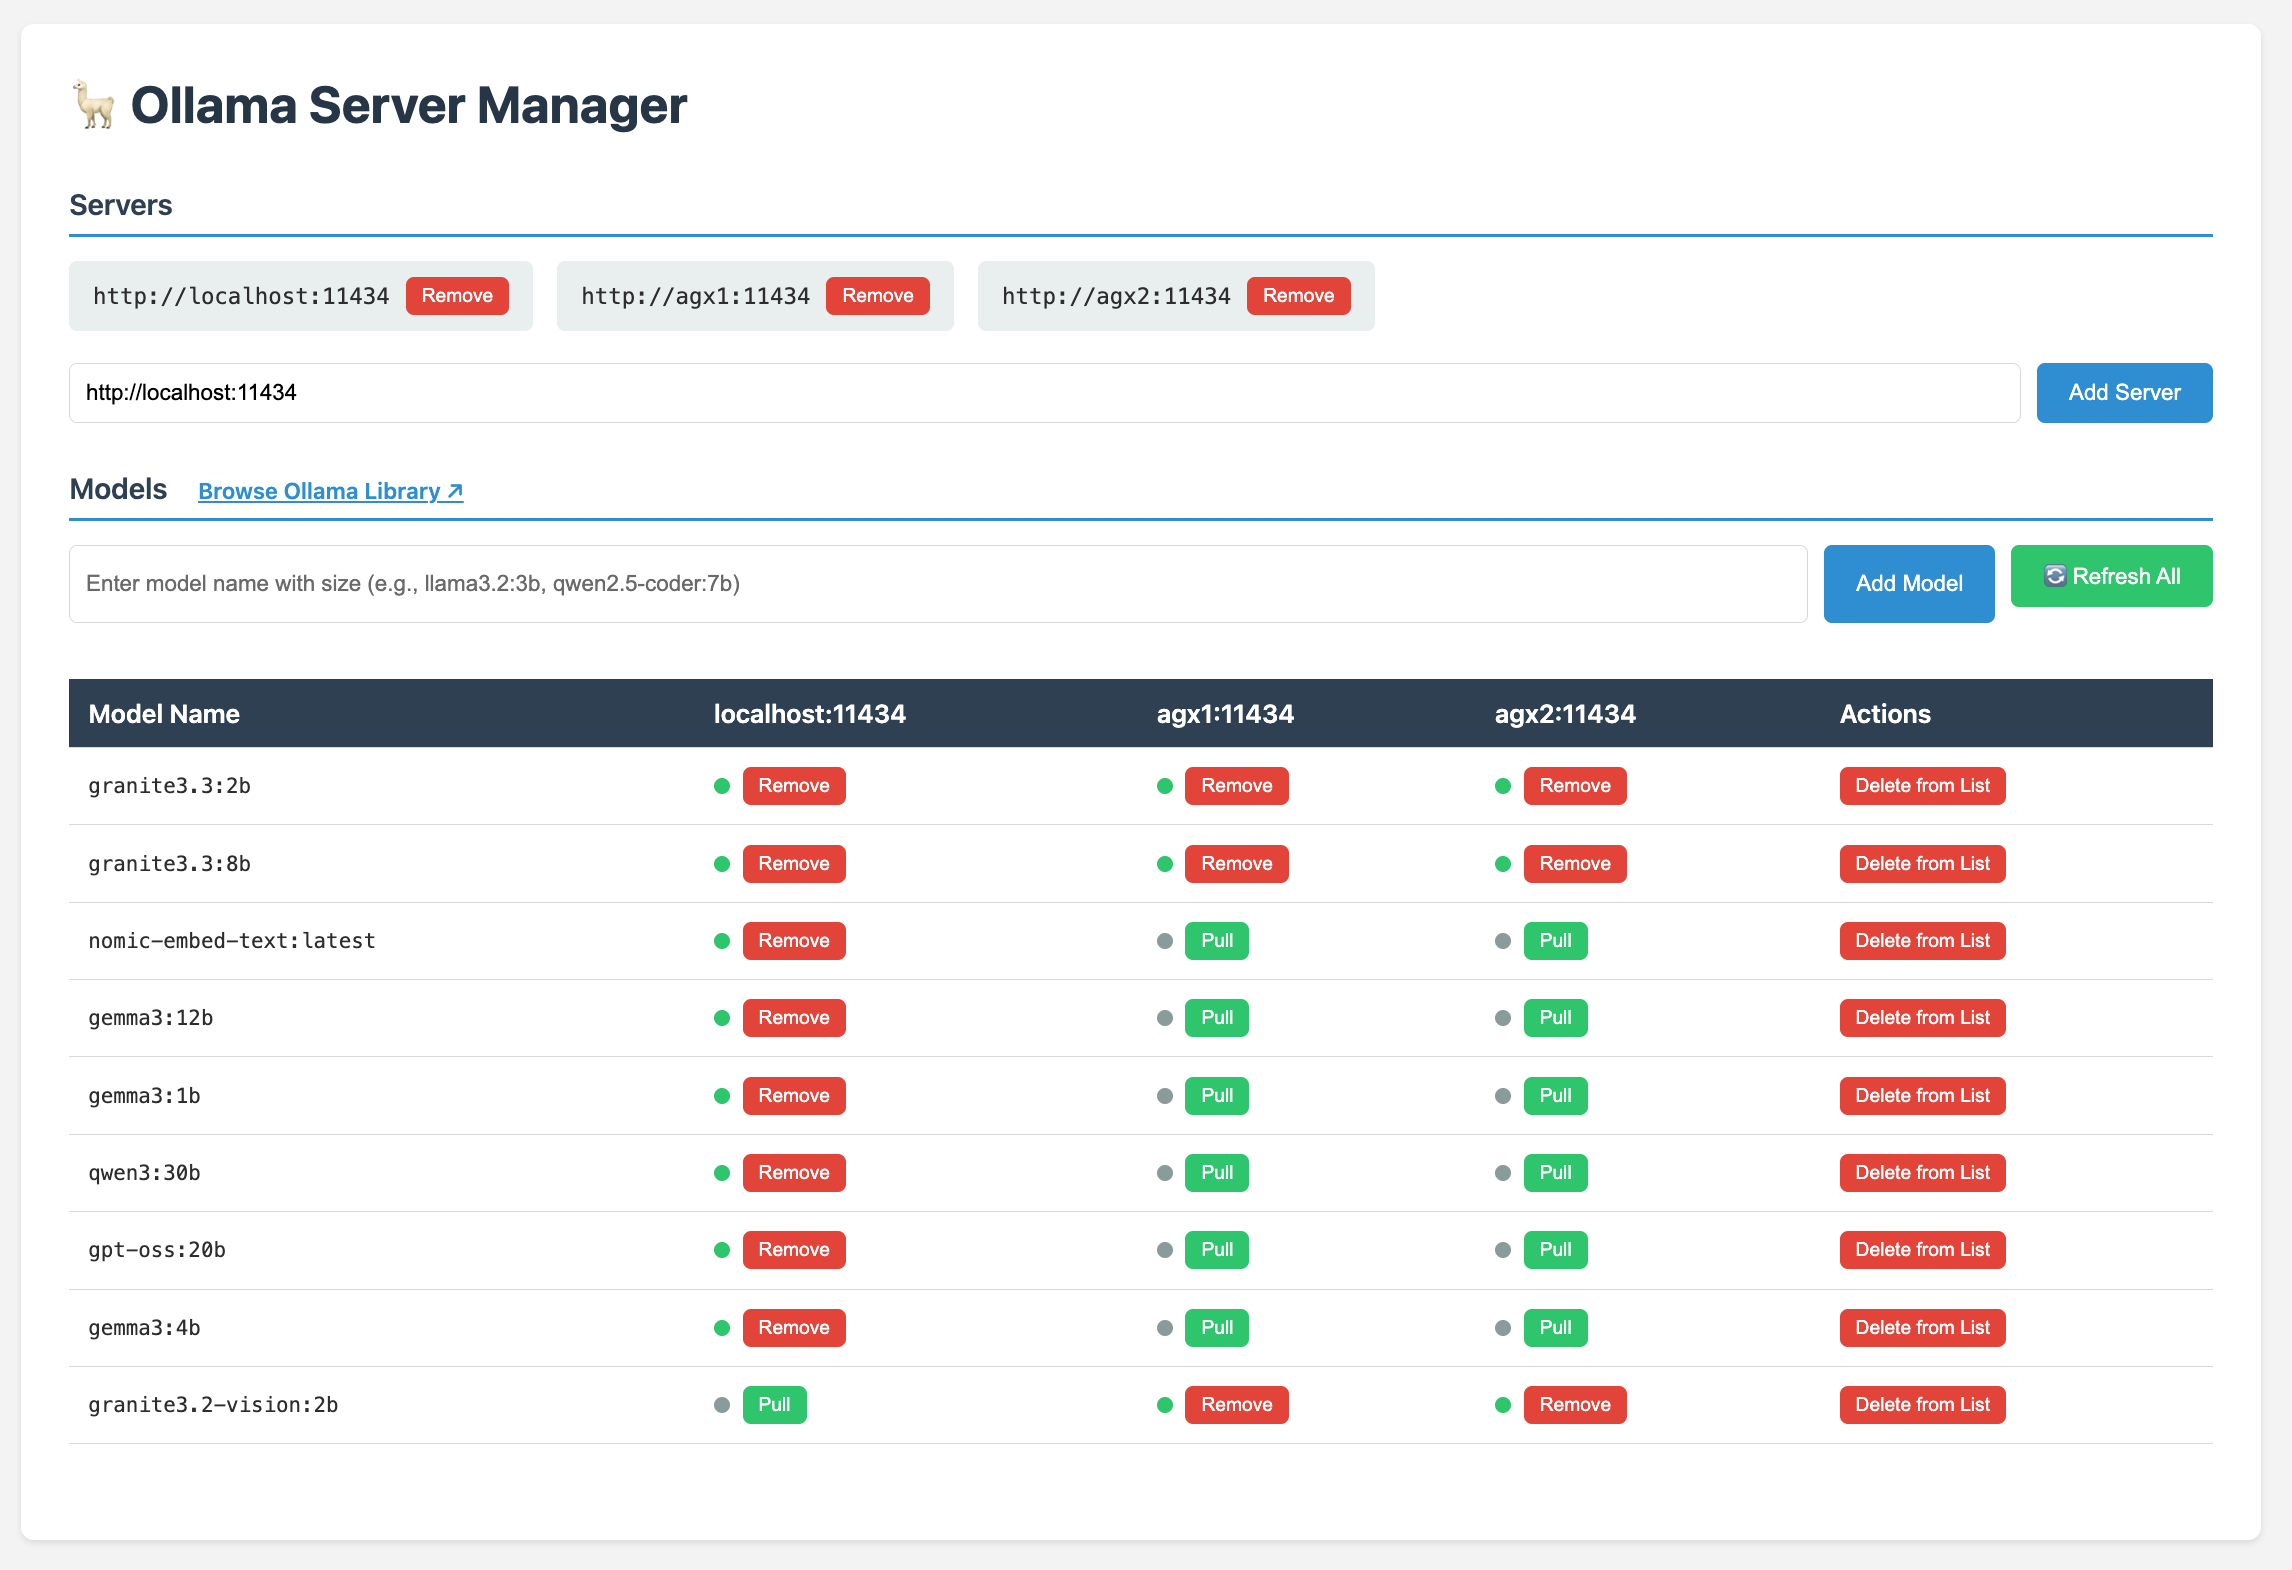 Ollama Server Manager
Servers
http://localhost:11434 Remove http://agx1:11434 Remove http://agx2:11434 Remove
http://localhost:11434 Add Server
Models Browse Ollama Library ↗
Enter model name with size (e.g., llama3.2:3b, qwen2.5-coder:7b) Add Model Refresh All
Model Name localhost:11434 agx1:11434 agx2:11434 Actions
granite3.3:2b Remove Remove Remove Delete from List
granite3.3:8b Remove Remove Remove Delete from List
nomic-embed-text:latest Remove Pull Pull Delete from List
gemma3:12b Remove Pull Pull Delete from List
gemma3:1b Remove Pull Pull Delete from List
qwen3:30b Remove Pull Pull Delete from List
gpt-oss:20b Remove Pull Pull Delete from List
gemma3:4b Remove Pull Pull Delete from List
granite3.2-vision:2b Pull Remove Remove Delete from List